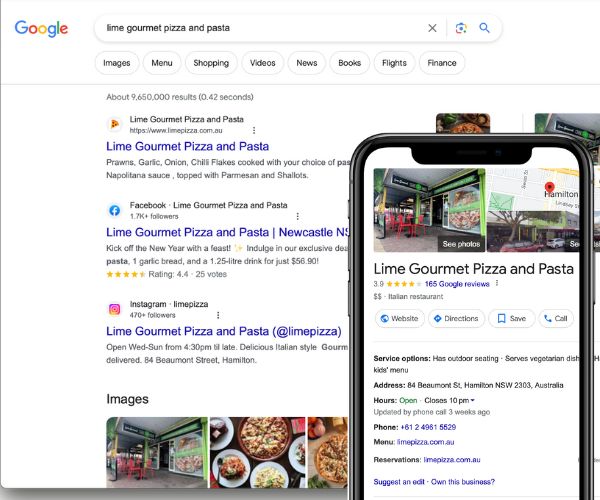 Google
lime gourmet pizza and pasta
Images
Menu
Shopping
Videos
News
Books
Flights
Finance
About 9,650,000 results (0.42 seconds)
Lime Gourmet Pizza and Pasta
https://www.limepizza.com.au
Lime Gourmet Pizza and Pasta
Prawns, Garlic, Onion, Chilli Flakes cooked with your choice of
Napolitana sauce , topped with Parmesan and Shallots.
Facebook · Lime Gourmet Pizza and Pasta
1.7K+ followers
Lime Gourmet Pizza and Pasta | Newcastle
Kick off the New Year with a feast! ✨ Indulge in our exclusive
pasta, 1 garlic bread, and a 1.25-litre drink for just $56.90!
Rating: 4.4 · 25 votes
Instagram · limepizza
470+ followers
Lime Gourmet Pizza and Pasta (@limepizza)
Open Wed-Sun from 4:30pm til late. Delicious Italian style
delivered. 84 Beaumont Street, Hamilton.
Images
See photos
Hamilton
Lime Gourmet Pizza and Pasta
3.9 ★★★★ 165 Google reviews
$$ · Italian restaurant
Website
Directions
Save
Call
Service options: Has outdoor seating · Serves vegetarian
kids' menu
Address: 84 Beaumont St, Hamilton NSW 2303, Australia
Hours: Open · Closes 10 pm
Updated by phone call 3 weeks ago
Phone: +61 2 4961 5529
Menu: limepizza.com.au
Reservations: limepizza.com.au
Suggest an edit · Own this business?